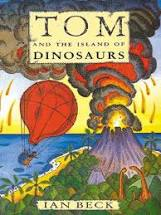 TOM
AND THE ISLAND OF
DINOSAURS
IAN BECK